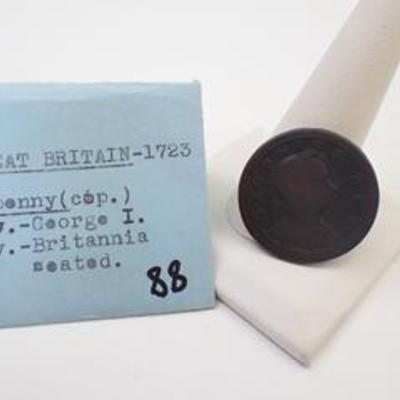 EAT BRITAIN-1723
penny(cop.)
v.-George I.
v.-Britannia
seated.
88